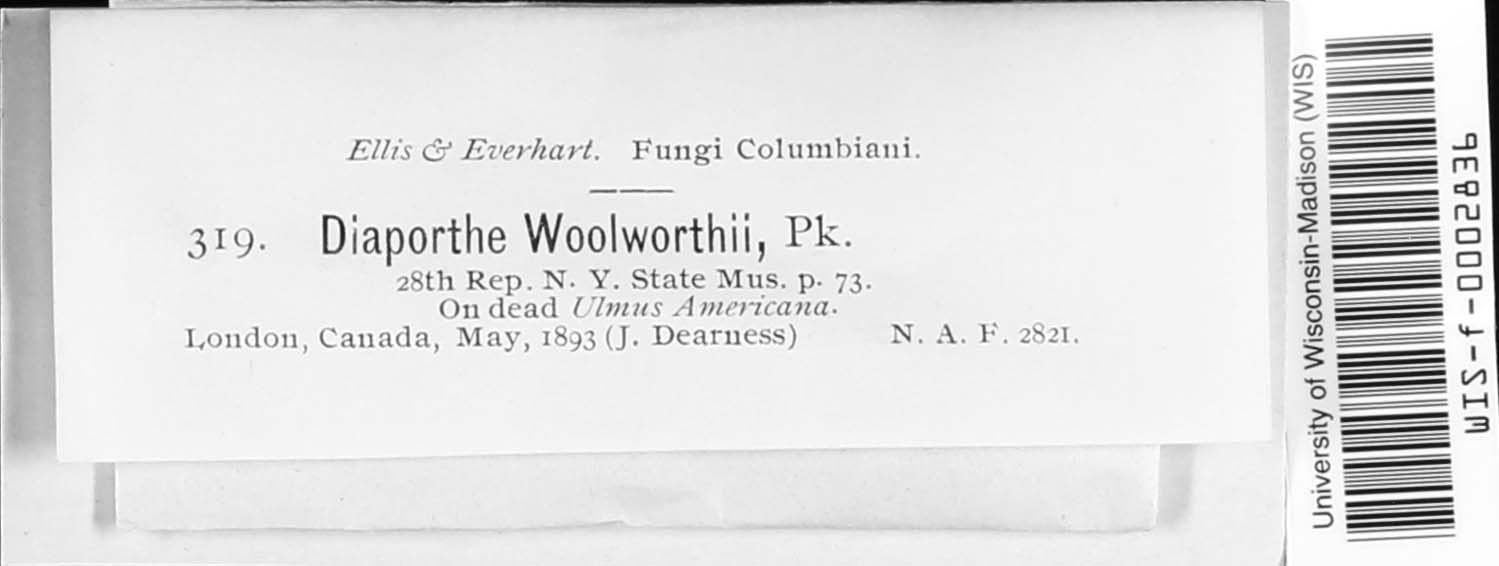 Ellis & Everhart. Fungi Columbiani.
319. Diaporthe Woolworthii, Pk.
28th Rep. N. Y. State Mus. p. 73.
On dead Ulmus Americana.
London, Canada, May, 1893 (J. Dearness) N. A. F. 2821.
University of Wisconsin-Madison (WIS)
WIS-f-0002836